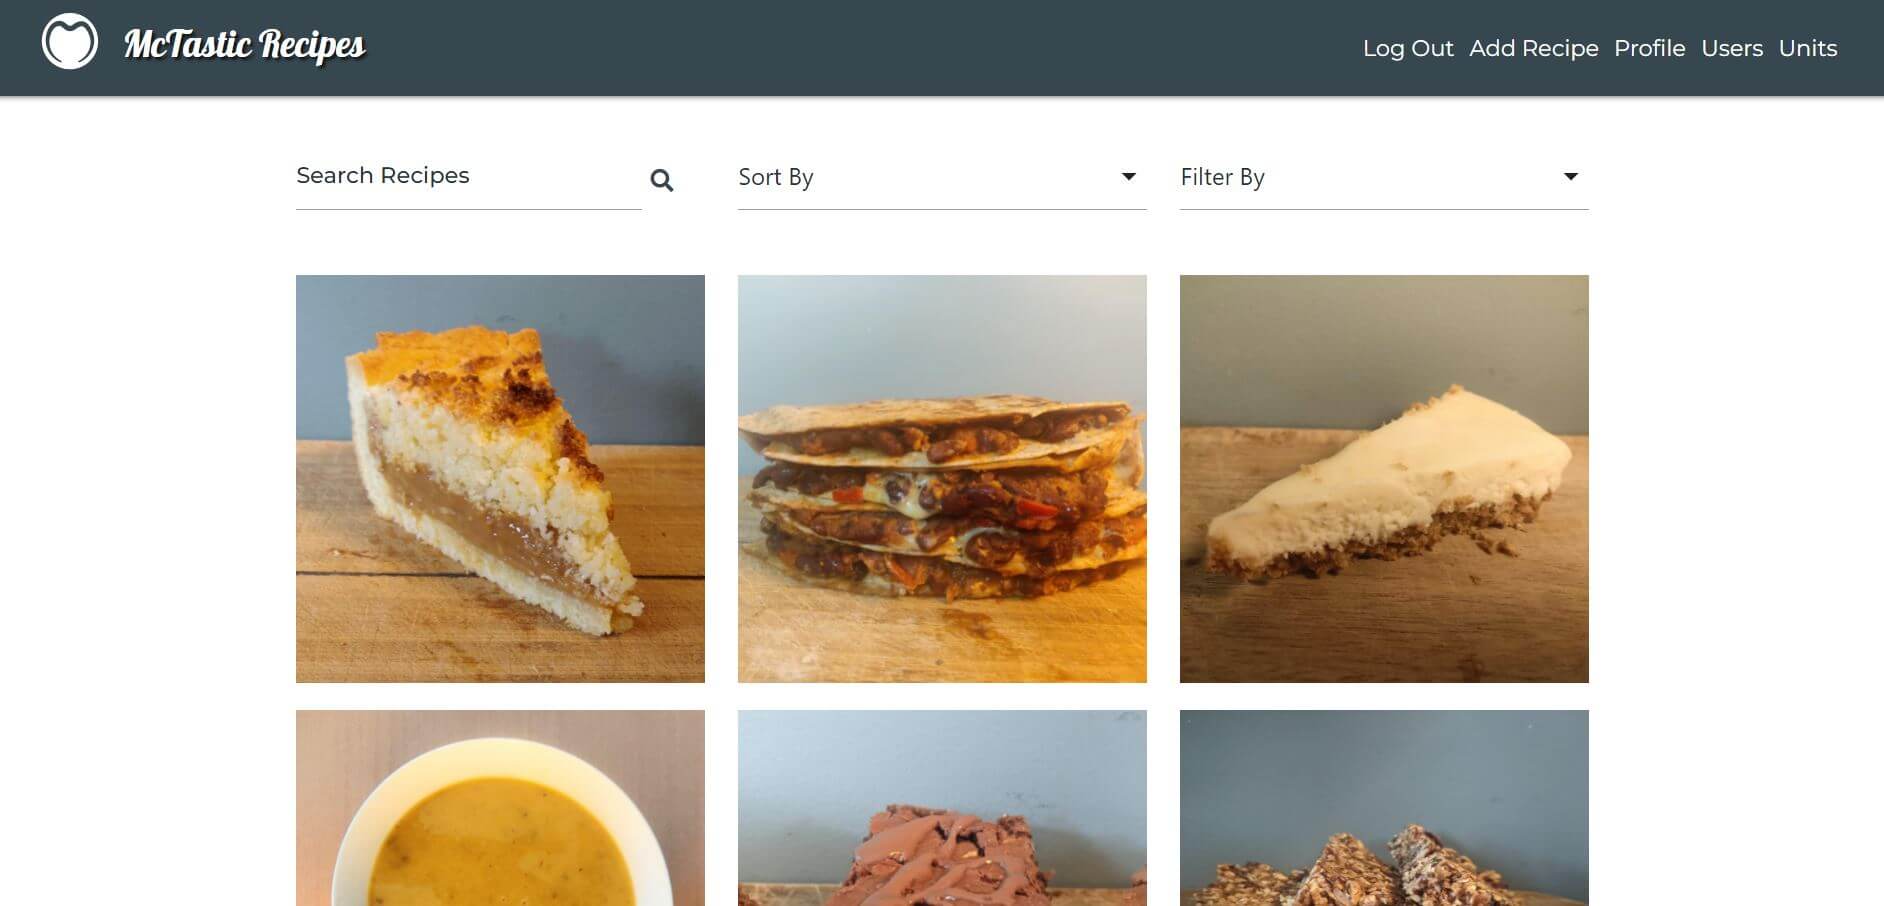 McTastic Recipes
Log Out Add Recipe Profile Users Units
Search Recipes
Sort By
Filter By